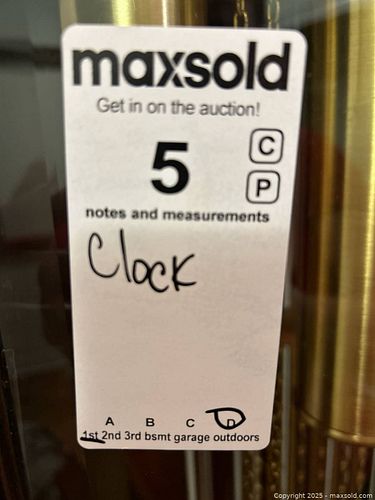 maxsold
Get in on the auction!
5
C
P
notes and measurements
Clock
A B C D
1st 2nd 3rd bsmt garage outdoors
Copyright 2025 - maxsold.com